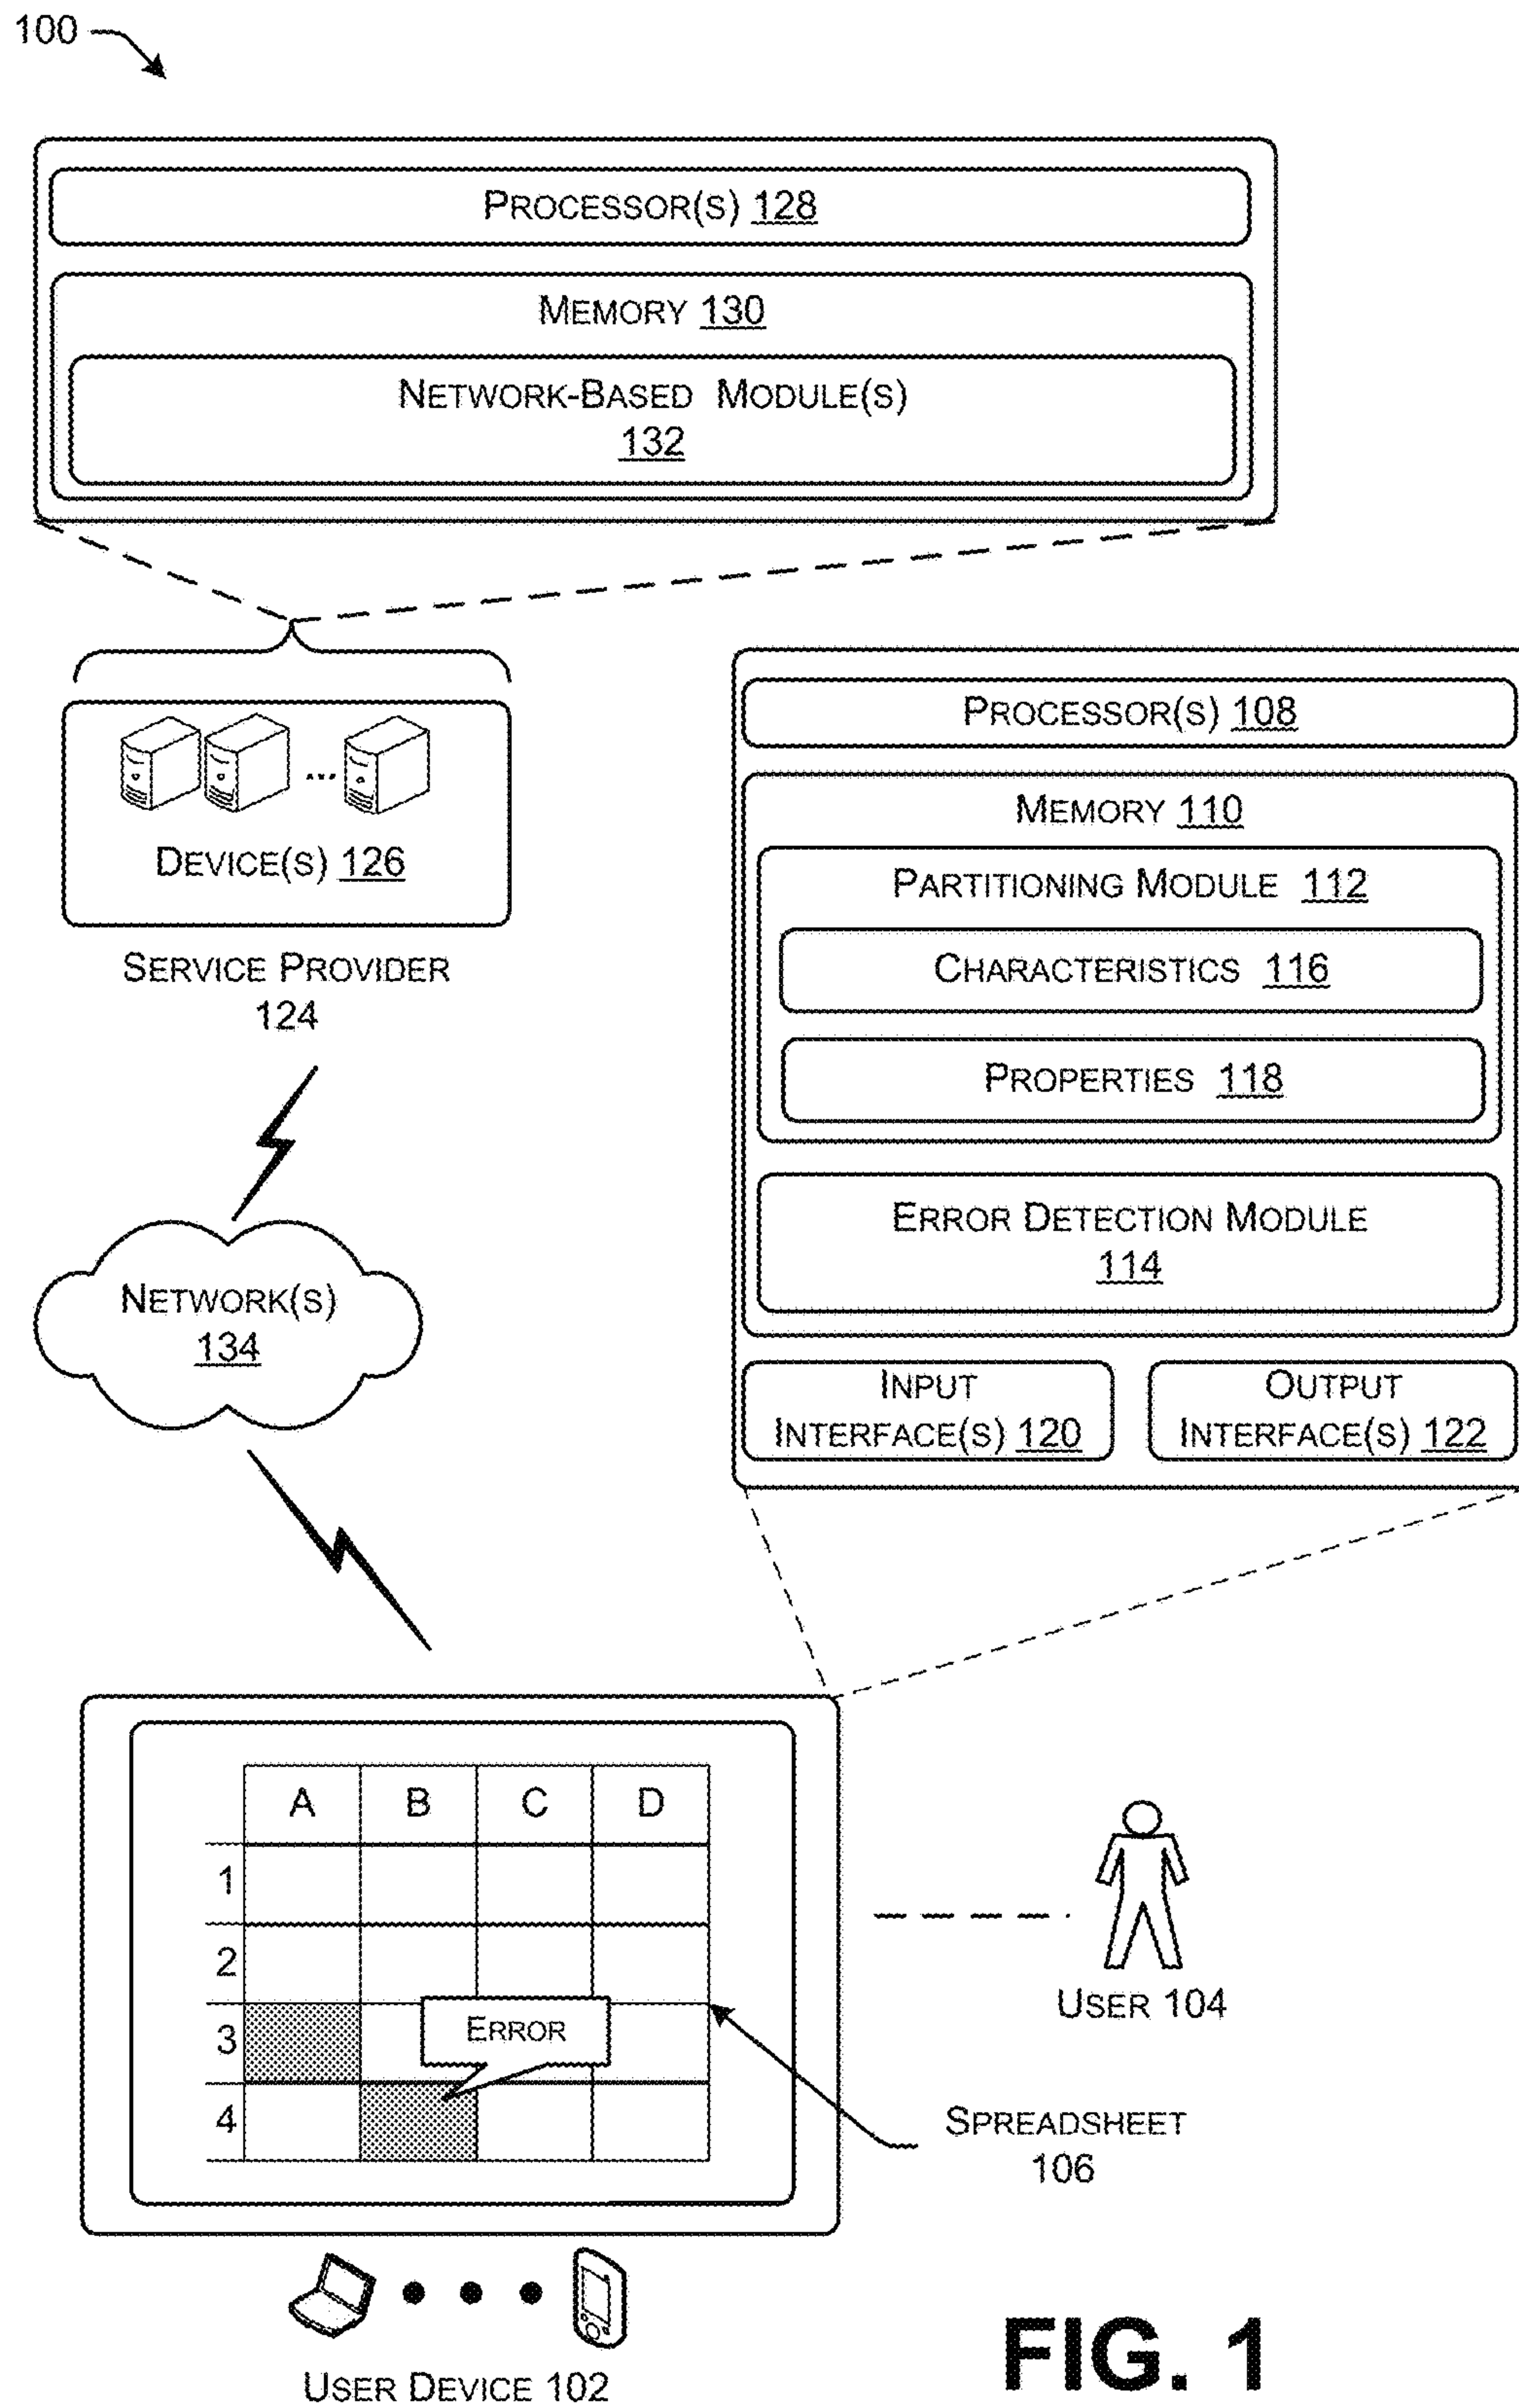 100
PROCESSOR(S) 128
MEMORY 130
NETWORK-BASED MODULE(S)
132
DEVICE(S) 126
SERVICE PROVIDER
124
NETWORK(S)
134
PROCESSOR(S) 108
MEMORY 110
PARTITIONING MODULE 112
CHARACTERISTICS 116
PROPERTIES 118
ERROR DETECTION MODULE
114
INPUT
INTERFACE(S) 120
OUTPUT
INTERFACE(S) 122
A B C D
1
2
3
ERROR
4
USER 104
SPREADSHEET
106
USER DEVICE 102
FIG. 1